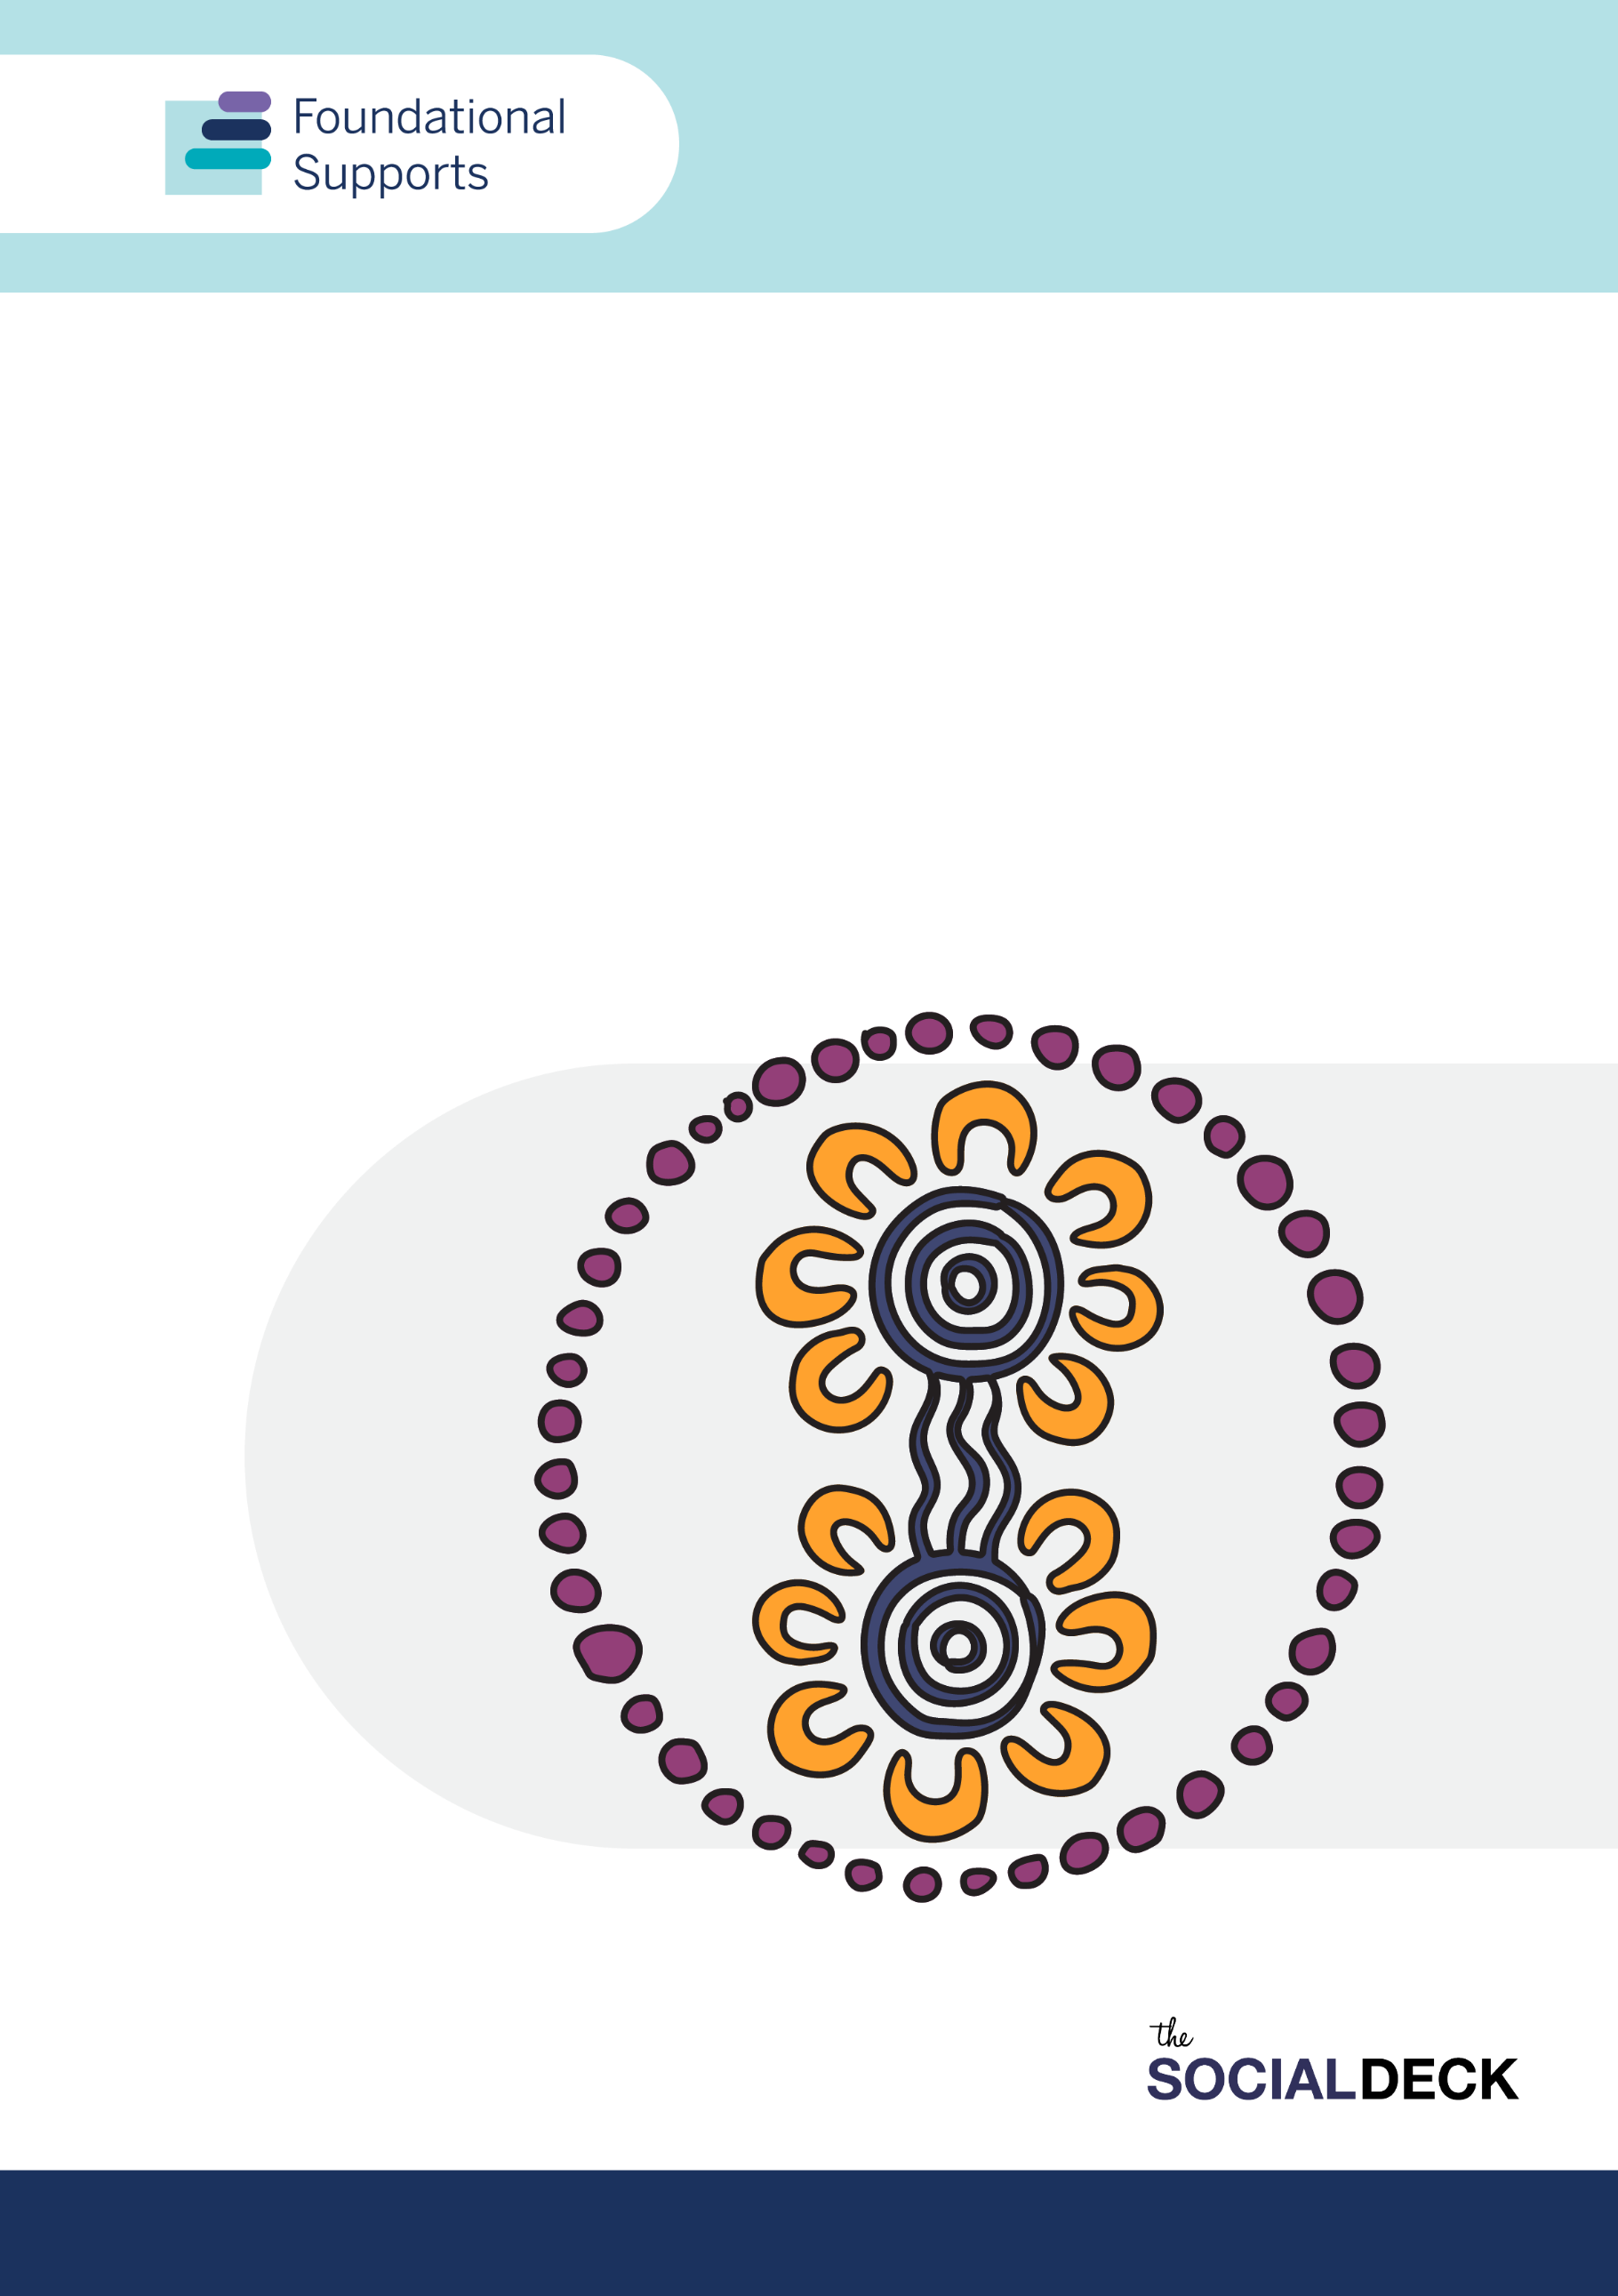 Foundational
Supports
the
SOCIALDECK